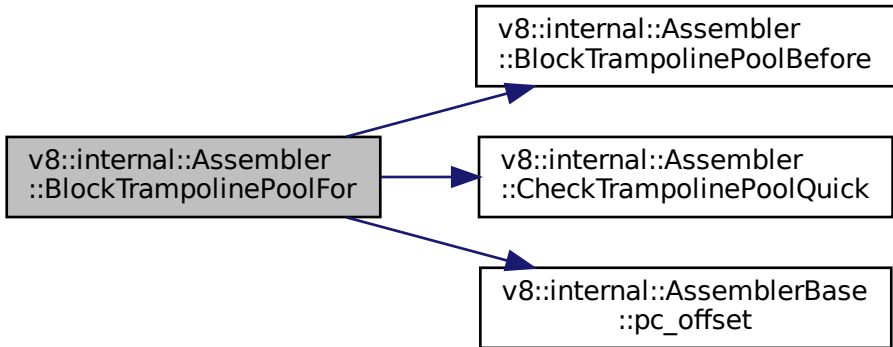 v8::internal::Assembler
::BlockTrampolinePoolBefore
v8::internal::Assembler
::BlockTrampolinePoolFor
v8::internal::Assembler
::CheckTrampolinePoolQuick
v8::internal::AssemblerBase
::pc_offset